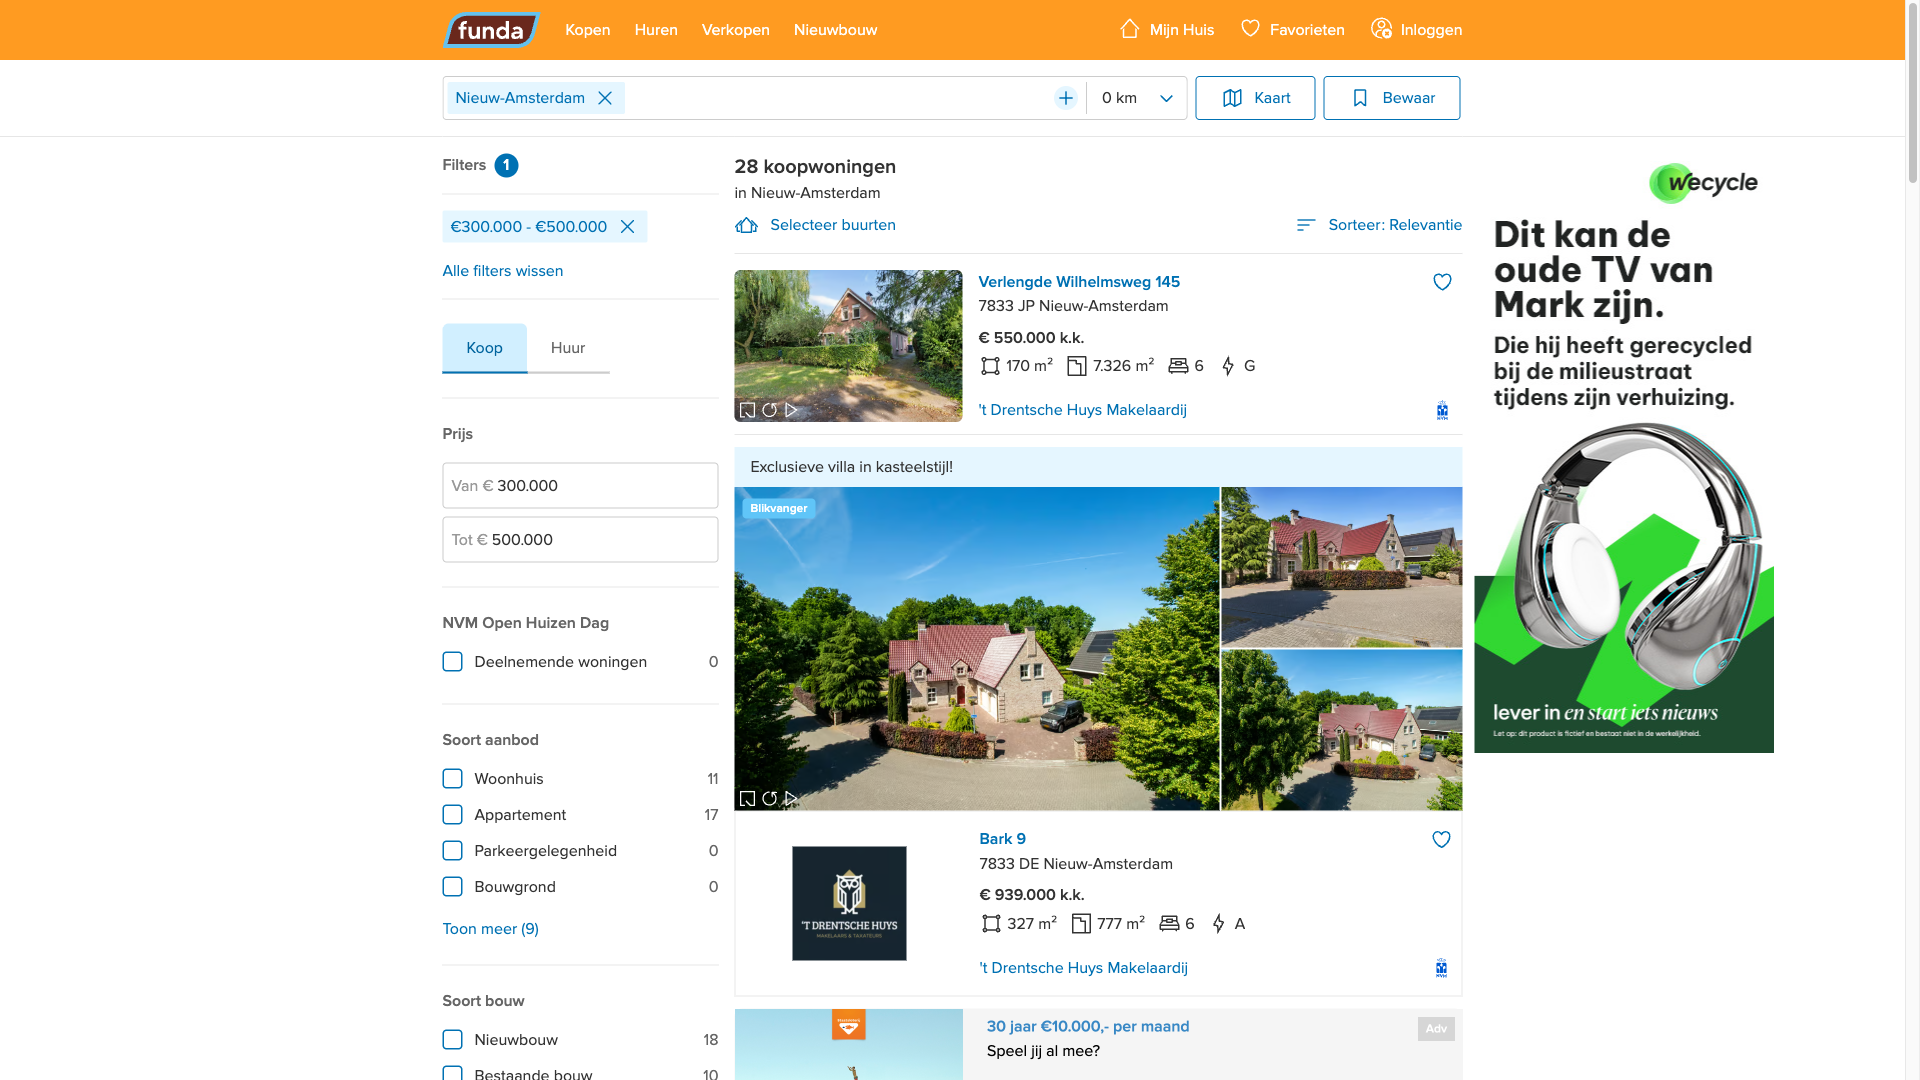 funda Kopen Huren Verkopen Nieuwbouw Mijn Huis Favorieten Inloggen
Nieuw-Amsterdam 0 km Kaart Bewaar
Filters 1
€300.000 - €500.000
Alle filters wissen
Koop Huur
Prijs
Van € 300.000
Tot € 500.000
NVM Open Huizen Dag
Deelnemende woningen 0
Soort aanbod
Woonhuis 11
Appartement 17
Parkeergelegenheid 0
Bouwgrond 0
Toon meer (9)
Soort bouw
Nieuwbouw 18
Bestaande bouw 10
28 koopwoningen
in Nieuw-Amsterdam
Selecteer buurten Sorteer: Relevantie
Verlengde Wilhelmsweg 145
7833 JP Nieuw-Amsterdam
€ 550.000 k.k.
170 m² 7.326 m² 6 G
't Drentsche Huys Makelaardij
Exclusieve villa in kasteelstijl!
Blikvanger
Bark 9
7833 DE Nieuw-Amsterdam
€ 939.000 k.k.
327 m² 777 m² 6 A
't Drentsche Huys Makelaardij
'T DRENTSCHE HUYS
MAKELAARS & TAXATEURS
30 jaar €10.000,- per maand
Adv
Speel jij al mee?
wecycle
Dit kan de
oude TV van
Mark zijn.
Die hij heeft gerecycled
bij de milieustraat
tijdens zijn verhuizing.
lever in en start iets nieuws
Let op: dit product is fictief en bestaat niet in de werkelijkheid.